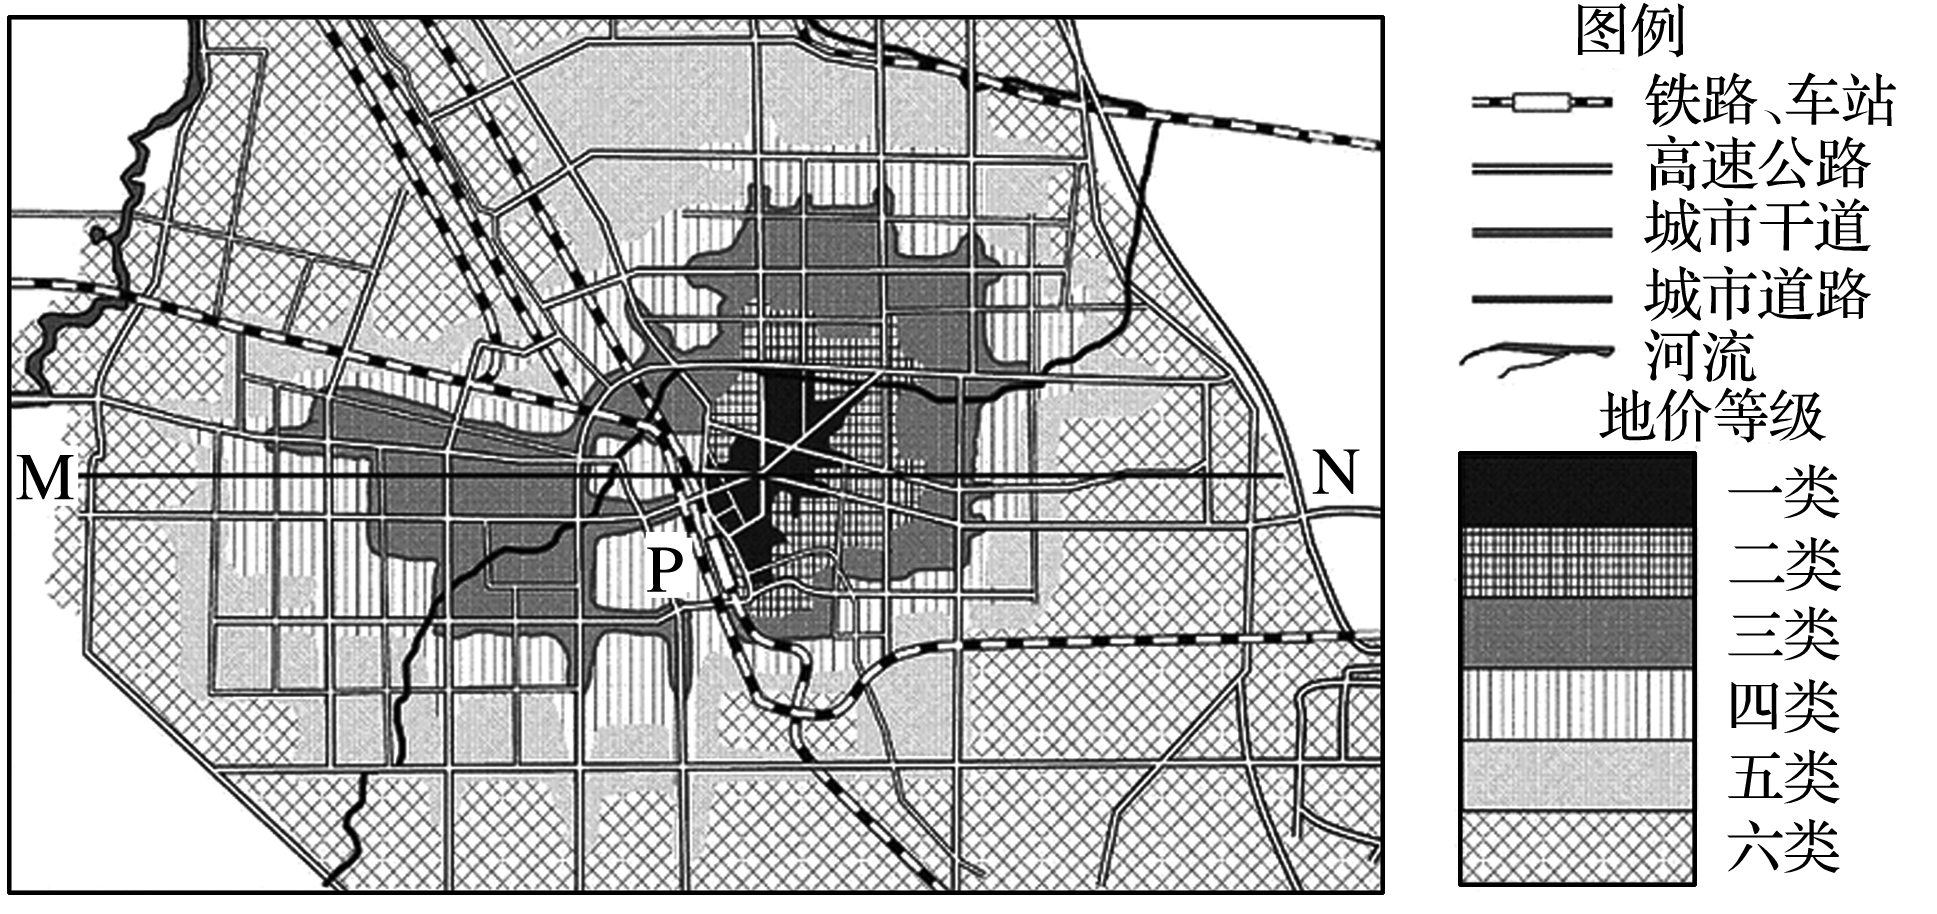 M
N
P
图例
铁路、车站
高速公路
城市干道
城市道路
河流
地价等级
一类
二类
三类
四类
五类
六类